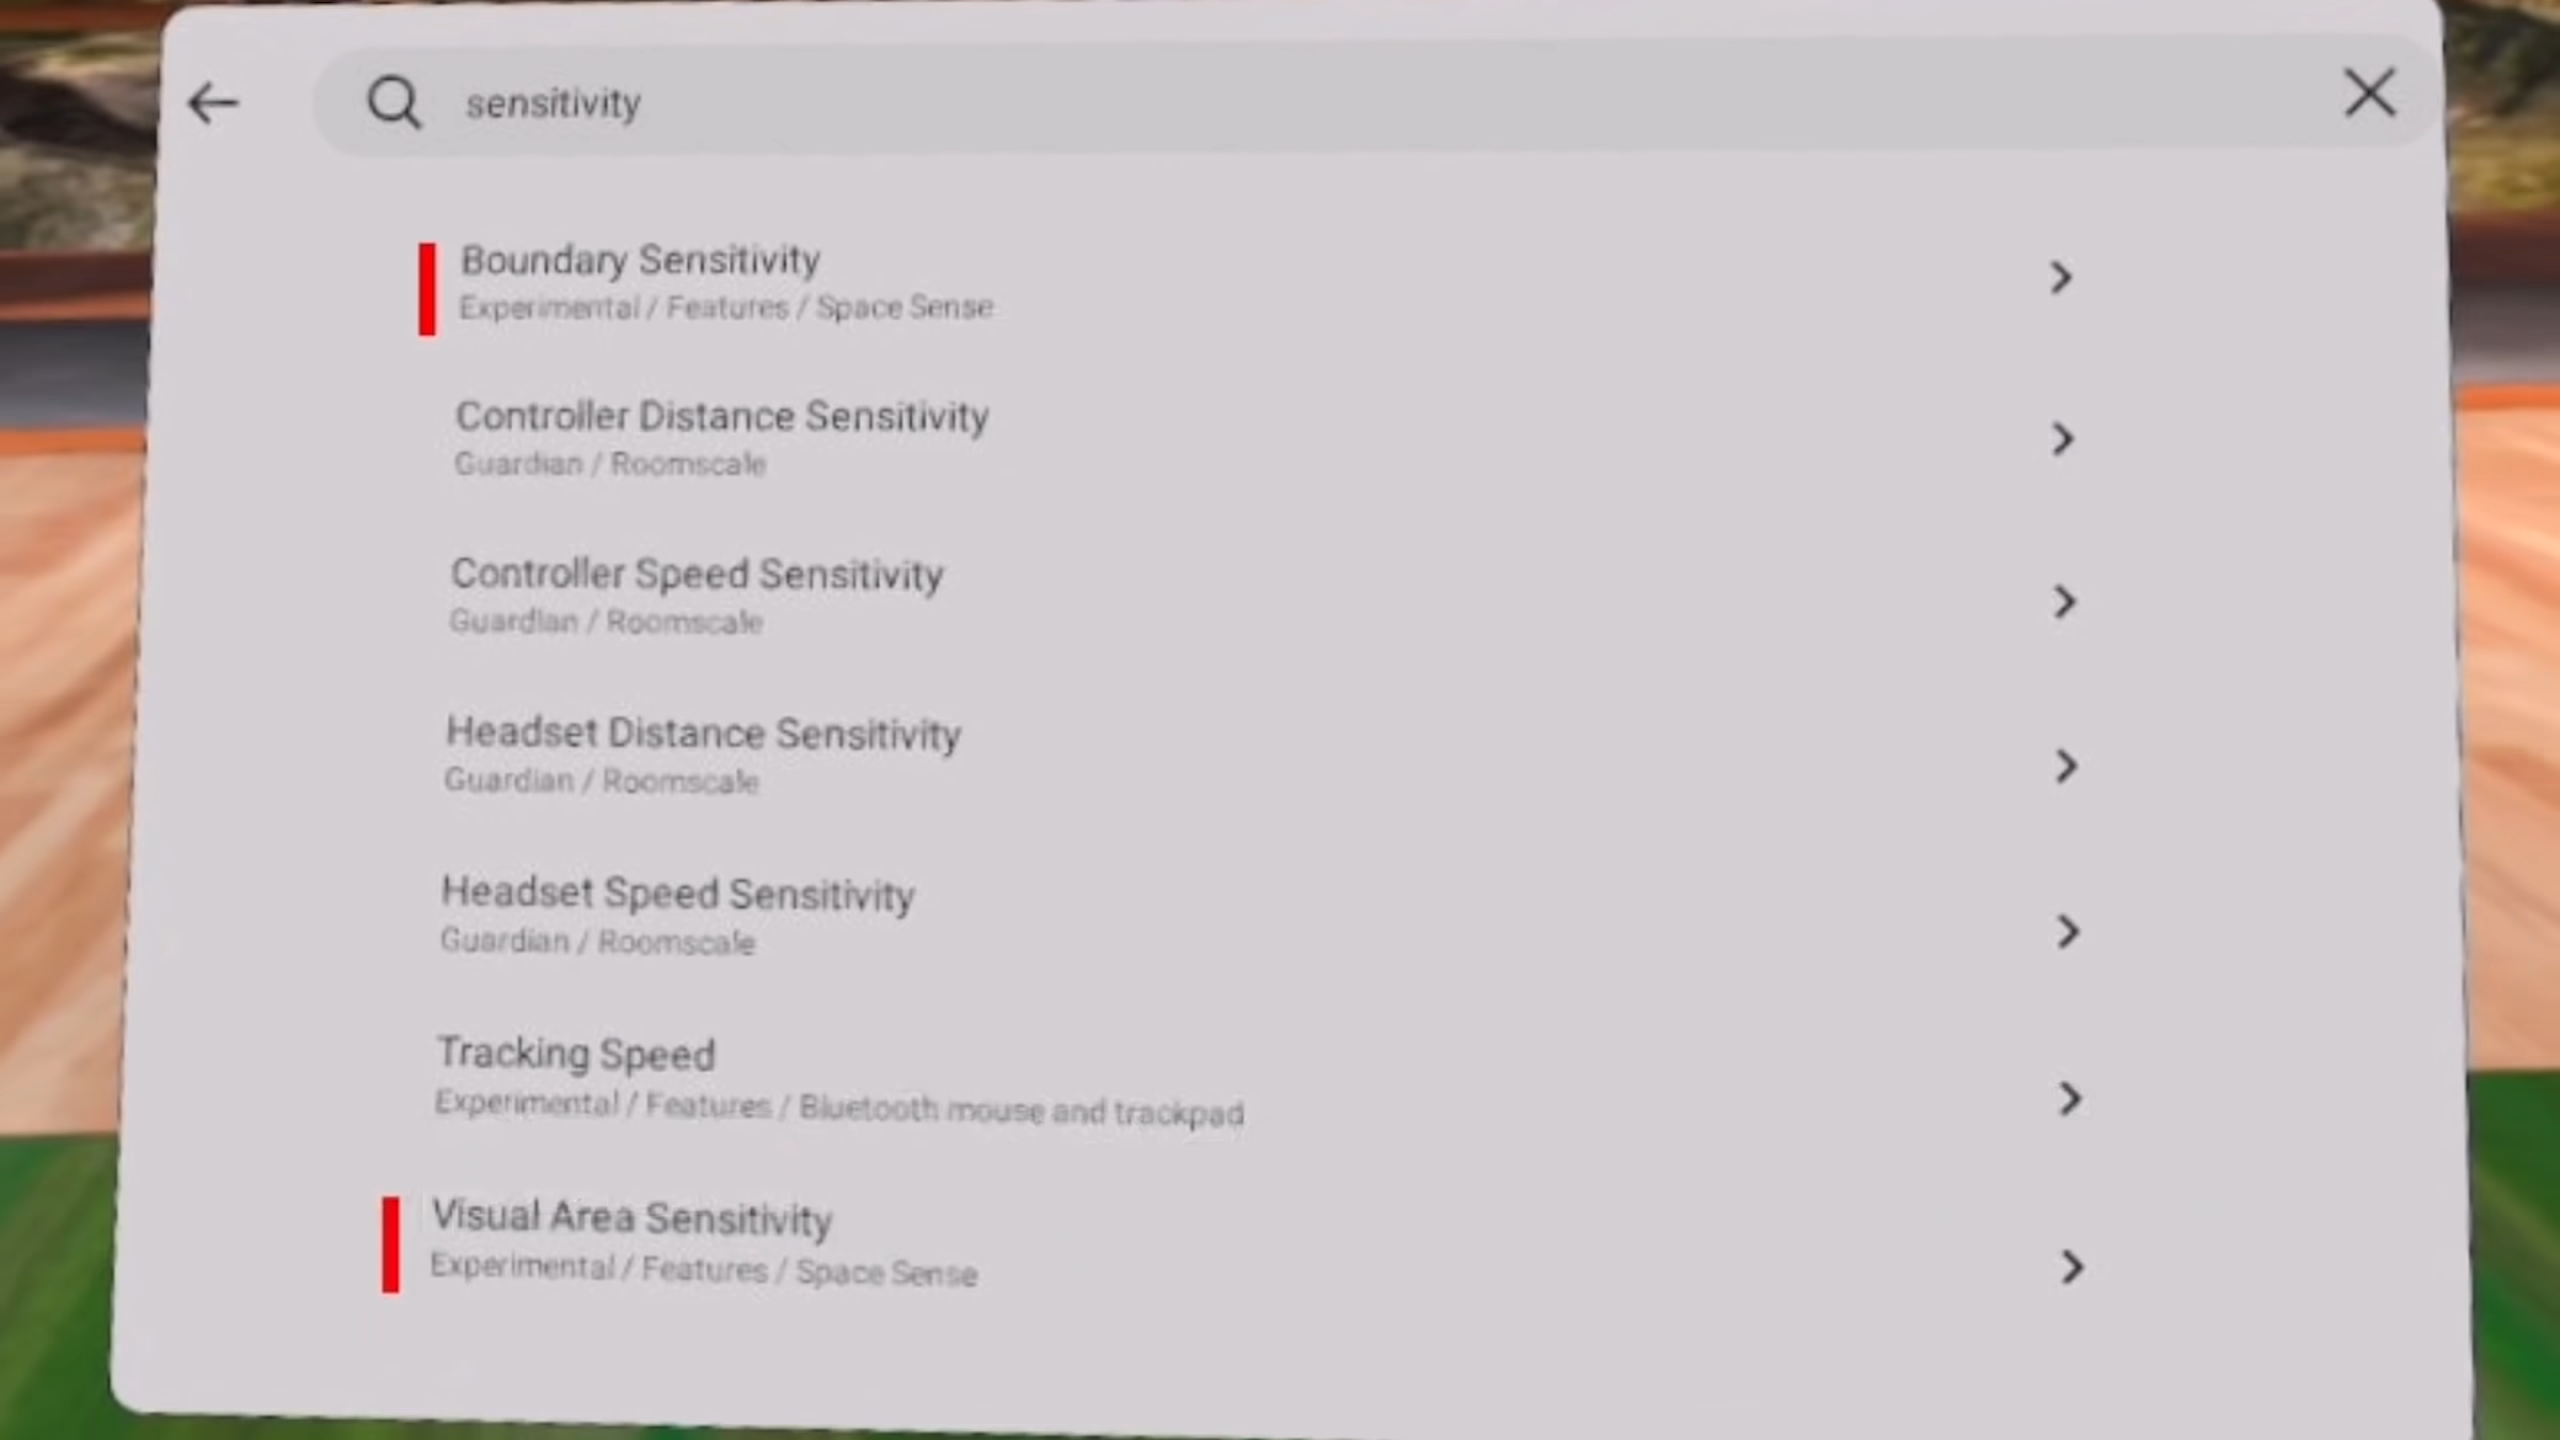 sensitivity
Boundary Sensitivity
Experimental / Features / Space Sense
Controller Distance Sensitivity
Guardian / Roomscale
Controller Speed Sensitivity
Guardian / Roomscale
Headset Distance Sensitivity
Guardian / Roomscale
Headset Speed Sensitivity
Guardian / Roomscale
Tracking Speed
Experimental / Features / Bluetooth mouse and trackpad
Visual Area Sensitivity
Experimental / Features / Space Sense